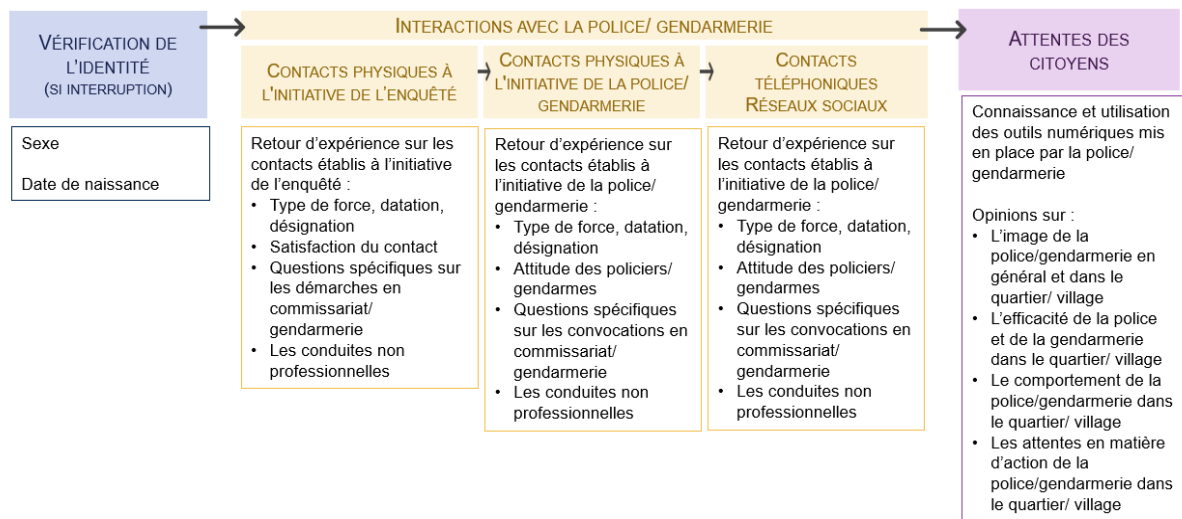 VÉRIFICATION DE
L'IDENTITÉ
(SI INTERRUPTION)
Sexe
Date de naissance
INTERACTIONS AVEC LA POLICE/ GENDARMERIE
CONTACTS PHYSIQUES À
L'INITIATIVE DE L'ENQUÊTÉ
Retour d'expérience sur les
contacts établis à l'initiative
de l'enquêté :
• Type de force, datation,
désignation
• Satisfaction du contact
• Questions spécifiques sur
les démarches en
commissariat/
gendarmerie
• Les conduites non
professionnelles
CONTACTS PHYSIQUES À
L'INITIATIVE DE LA POLICE/
GENDARMERIE
Retour d'expérience sur
les contacts établis à
l'initiative de la police/
gendarmerie :
• Type de force, datation,
désignation
• Attitude des policiers/
gendarmes
• Questions spécifiques
sur les convocations en
commissariat/
gendarmerie
• Les conduites non
professionnelles
CONTACTS
TÉLÉPHONIQUES
RÉSEAUX SOCIAUX
Retour d'expérience sur
les contacts établis à
l'initiative de la police/
gendarmerie :
• Type de force, datation,
désignation
• Attitude des policiers/
gendarmes
• Questions spécifiques
sur les convocations en
commissariat/
gendarmerie
• Les conduites non
professionnelles
ATTENTES DES
CITOYENS
Connaissance et utilisation
des outils numériques mis
en place par la police/
gendarmerie
Opinions sur :
• L'image de la
police/gendarmerie en
général et dans le
quartier/ village
• L'efficacité de la police
et de la gendarmerie
dans le quartier/ village
• Le comportement de la
police/gendarmerie dans
le quartier/ village
• Les attentes en matière
d'action de la
police/gendarmerie dans
le quartier/ village